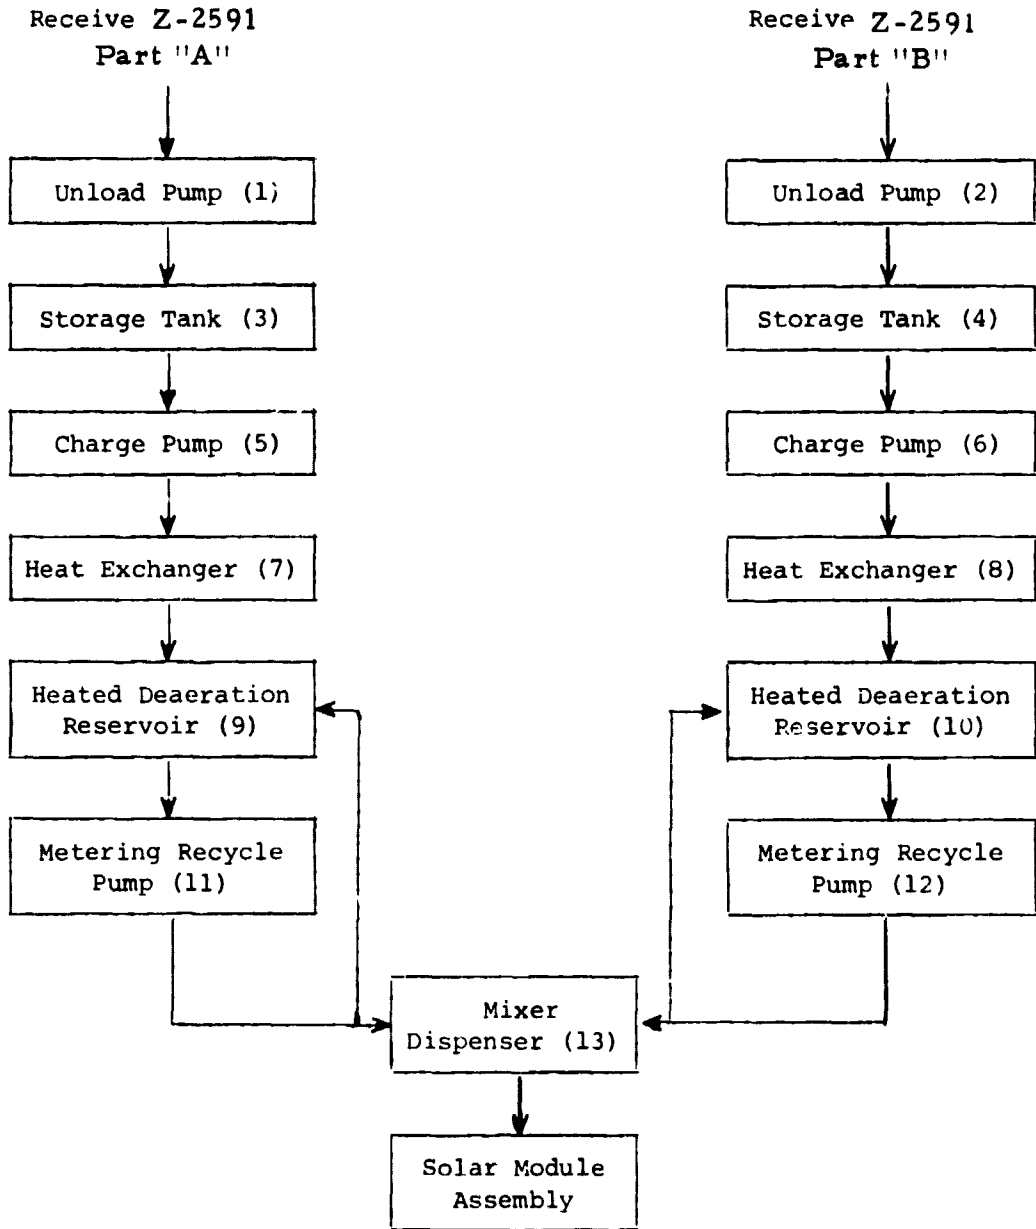 Receive Z-2591
Part "A"
Unload Pump (1)
Storage Tank (3)
Charge Pump (5)
Heat Exchanger (7)
Heated Deaeration
Reservoir (9)
Metering Recycle
Pump (11)
Receive Z-2591
Part "B"
Unload Pump (2)
Storage Tank (4)
Charge Pump (6)
Heat Exchanger (8)
Heated Deaeration
Reservoir (10)
Metering Recycle
Pump (12)
Mixer
Dispenser (13)
Solar Module
Assembly